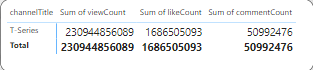 channelTitle Sum of viewCount Sum of likeCount Sum of commentCount
T-Series 230944856089 1686505093 50992476
Total 230944856089 1686505093 50992476